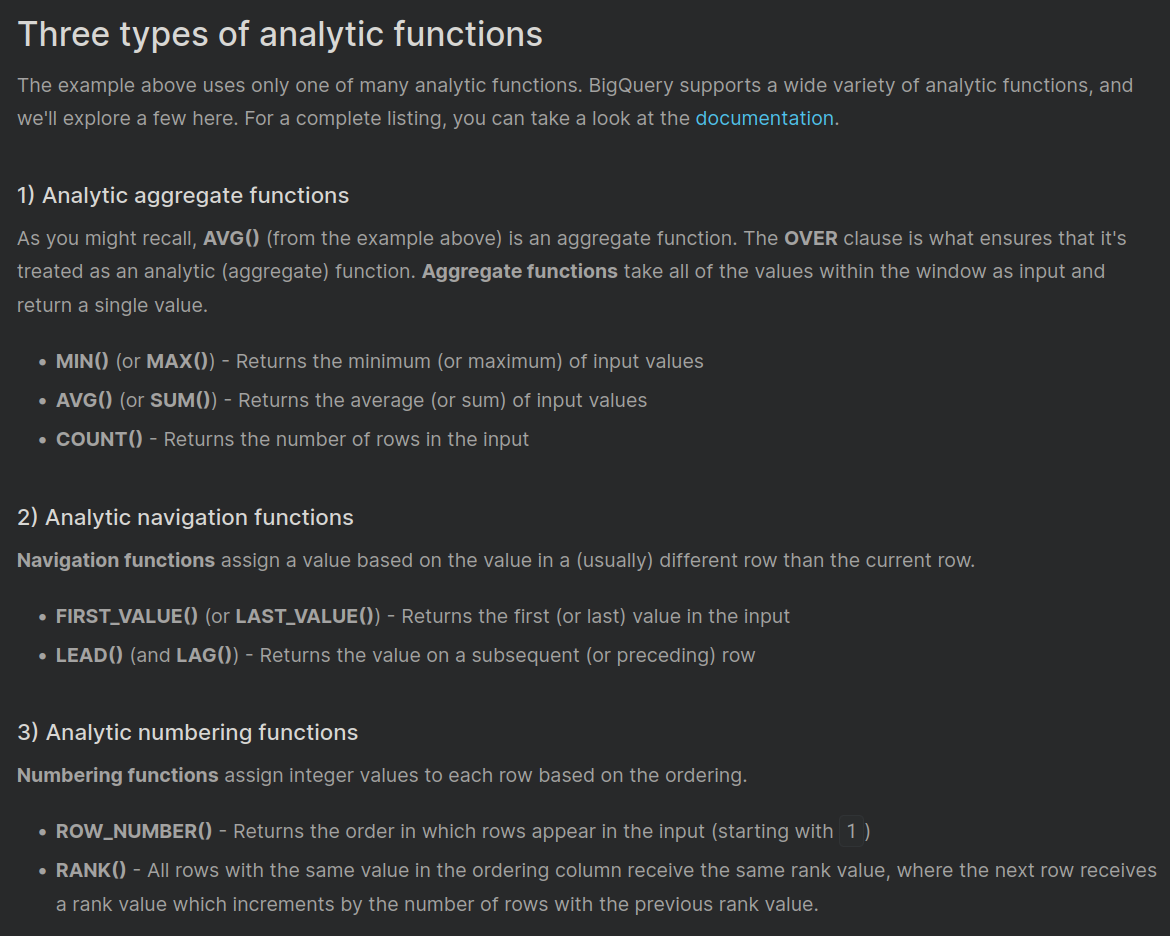 Three types of analytic functions
The example above uses only one of many analytic functions. BigQuery supports a wide variety of analytic functions, and
we'll explore a few here. For a complete listing, you can take a look at the documentation.
1) Analytic aggregate functions
As you might recall, AVG() (from the example above) is an aggregate function. The OVER clause is what ensures that it's
treated as an analytic (aggregate) function. Aggregate functions take all of the values within the window as input and
return a single value.
• MIN() (or MAX()) - Returns the minimum (or maximum) of input values
• AVG() (or SUM()) - Returns the average (or sum) of input values
• COUNT() - Returns the number of rows in the input
2) Analytic navigation functions
Navigation functions assign a value based on the value in a (usually) different row than the current row.
• FIRST_VALUE() (or LAST_VALUE()) - Returns the first (or last) value in the input
• LEAD() (and LAG()) - Returns the value on a subsequent (or preceding) row
3) Analytic numbering functions
Numbering functions assign integer values to each row based on the ordering.
• ROW_NUMBER() - Returns the order in which rows appear in the input (starting with 1)
• RANK() - All rows with the same value in the ordering column receive the same rank value, where the next row receives
a rank value which increments by the number of rows with the previous rank value.